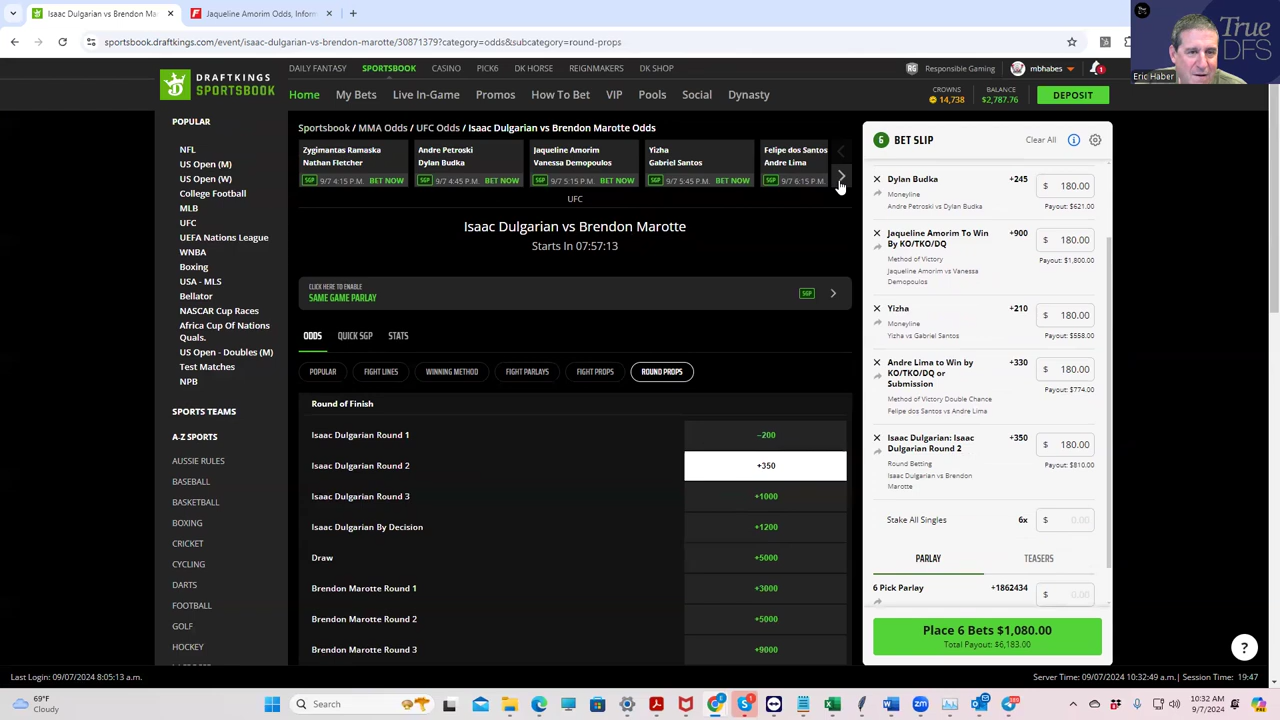 Isaac Dulgarian vs Brendon Ma
Jaqueline Amorim Odds, Inform
sportsbook.draftkings.com/event/isaac-dulgarian-vs-brendon-marotte/30871379?category=odds&subcategory=round-props
True
DFS
Eric Haber
DRAFTKINGS
SPORTSBOOK
DAILY FANTASY
SPORTSBOOK
CASINO
PICK6
DK HORSE
REIGNMAKERS
DK SHOP
RG
Responsible Gaming
mbhabes
1
Home
My Bets
Live In-Game
Promos
How To Bet
VIP
Pools
Social
Dynasty
CROWNS
14,738
BALANCE
$2,787.76
DEPOSIT
POPULAR
NFL
US Open (M)
US Open (W)
College Football
MLB
UFC
UEFA Nations League
WNBA
Boxing
USA - MLS
Bellator
NASCAR Cup Races
Africa Cup Of Nations
Quals.
US Open - Doubles (M)
Test Matches
NPB
SPORTS TEAMS
A-Z SPORTS
AUSSIE RULES
BASEBALL
BASKETBALL
BOXING
CRICKET
CYCLING
DARTS
FOOTBALL
GOLF
HOCKEY
Sportsbook / MMA Odds / UFC Odds / Isaac Dulgarian vs Brendon Marotte Odds
Zygimantas Ramaska
Nathan Fletcher
SGP 9/7 4:15 P.M. BET NOW
Andre Petroski
Dylan Budka
SGP 9/7 4:45 P.M. BET NOW
Jaqueline Amorim
Vanessa Demopoulos
SGP 9/7 5:15 P.M. BET NOW
Yizha
Gabriel Santos
SGP 9/7 5:45 P.M. BET NOW
Felipe dos Santos
Andre Lima
SGP 9/7 6:15 P.M.
UFC
Isaac Dulgarian vs Brendon Marotte
Starts In 07:57:13
CLICK HERE TO ENABLE
SAME GAME PARLAY
SGP
ODDS
QUICK SGP
STATS
POPULAR
FIGHT LINES
WINNING METHOD
FIGHT PARLAYS
FIGHT PROPS
ROUND PROPS
Round of Finish
Isaac Dulgarian Round 1 −200
Isaac Dulgarian Round 2 +350
Isaac Dulgarian Round 3 +1000
Isaac Dulgarian By Decision +1200
Draw +5000
Brendon Marotte Round 1 +3000
Brendon Marotte Round 2 +5000
Brendon Marotte Round 3 +9000
6 BET SLIP
Clear All
Dylan Budka +245 $ 180.00
Moneyline
Andre Petroski vs Dylan Budka Payout: $621.00
Jaqueline Amorim To Win +900 $ 180.00
By KO/TKO/DQ
Method of Victory Payout: $1,800.00
Jaqueline Amorim vs Vanessa
Demopoulos
Yizha +210 $ 180.00
Moneyline
Yizha vs Gabriel Santos Payout: $558.00
Andre Lima to Win by +330 $ 180.00
KO/TKO/DQ or
Submission
Payout: $774.00
Method of Victory Double Chance
Felipe dos Santos vs Andre Lima
Isaac Dulgarian: Isaac +350 $ 180.00
Dulgarian Round 2
Round Betting Payout: $810.00
Isaac Dulgarian vs Brendon
Marotte
Stake All Singles 6x $ 0.00
PARLAY
TEASERS
6 Pick Parlay +1862434 $ 0.00
Place 6 Bets $1,080.00
Total Payout: $6,183.00
?
Last Login: 09/07/2024 8:05:13 a.m.
Server Time: 09/07/2024 10:32:49 a.m.| Session Time: 19:47
69°F
Cloudy
Search
10:32 AM
9/7/2024